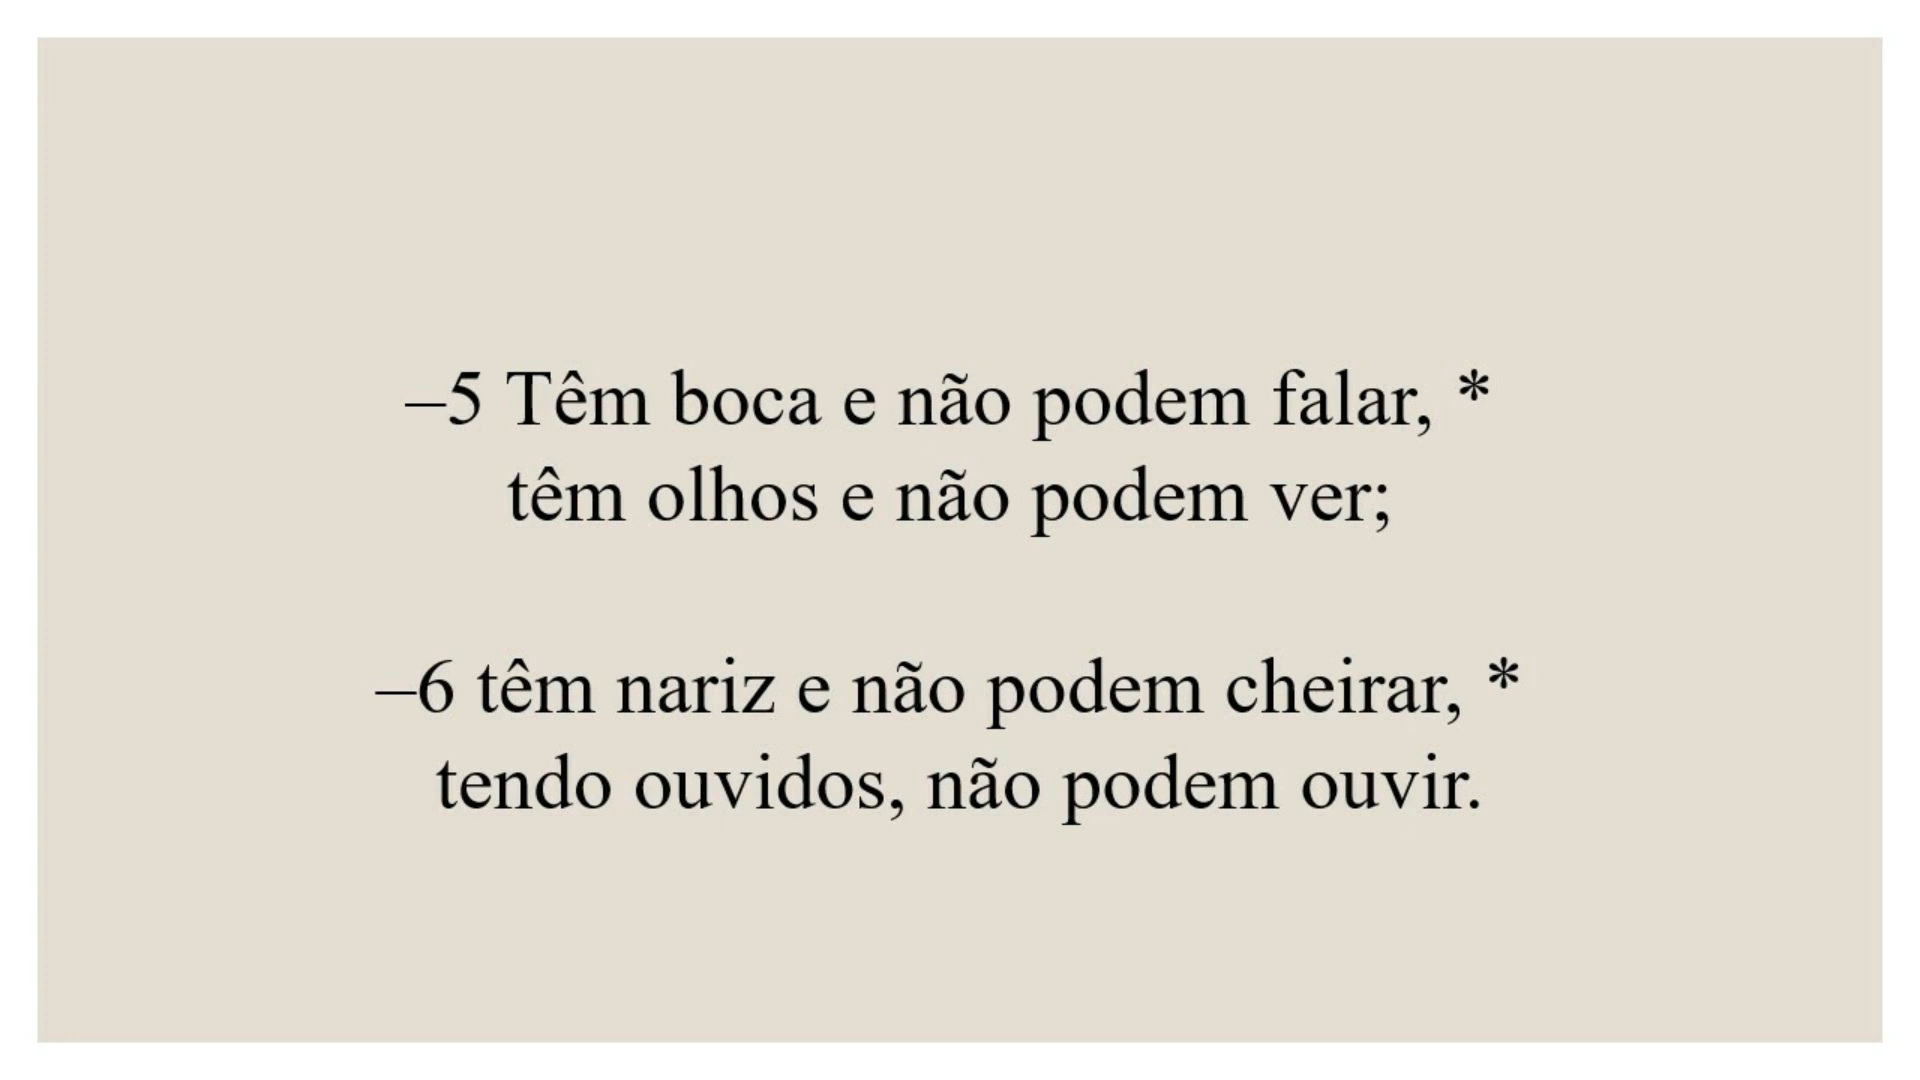 –5 Têm boca e não podem falar, *
têm olhos e não podem ver;
–6 têm nariz e não podem cheirar, *
tendo ouvidos, não podem ouvir.